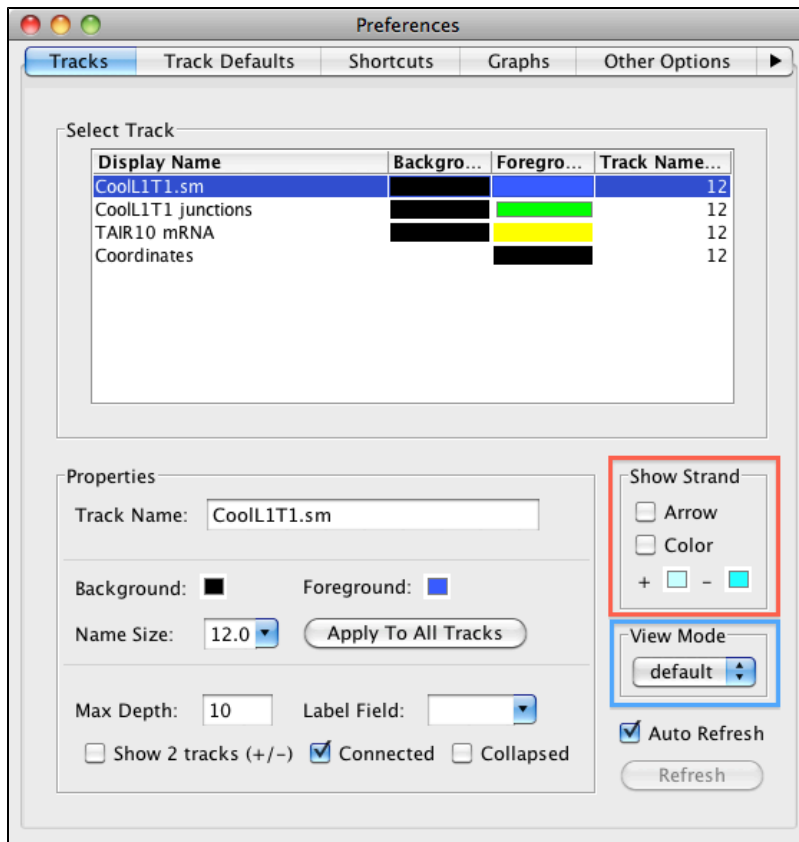 Preferences
Tracks Track Defaults Shortcuts Graphs Other Options
Select Track
Display Name Backgro... Foregro... Track Name...
CoolL1T1.sm 12
CoolL1T1 junctions 12
TAIR10 mRNA 12
Coordinates 12
Properties
Track Name: CoolL1T1.sm
Background: Foreground:
Name Size: 12.0 Apply To All Tracks
Max Depth: 10 Label Field:
Show 2 tracks (+/-) Connected Collapsed
Show Strand
Arrow
Color
+ -
View Mode
default
Auto Refresh
Refresh